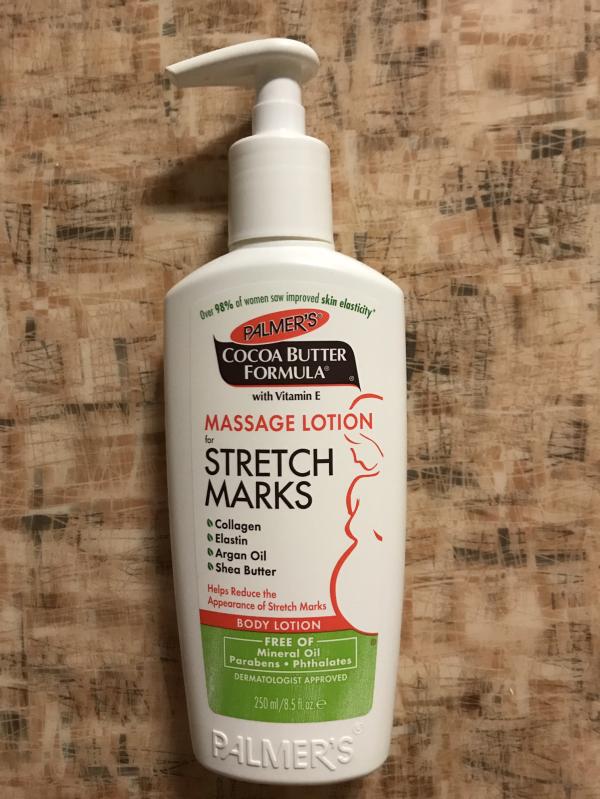 Over 98% of women saw improved skin elasticity*
PALMER'S®
COCOA BUTTER
FORMULA®
with Vitamin E
MASSAGE LOTION
for
STRETCH
MARKS
Collagen
Elastin
Argan Oil
Shea Butter
Helps Reduce the
Appearance of Stretch Marks
BODY LOTION
FREE OF
Mineral Oil
Parabens • Phthalates
DERMATOLOGIST APPROVED
250 ml/8.5 fl. oz. ℮
PALMER'S®